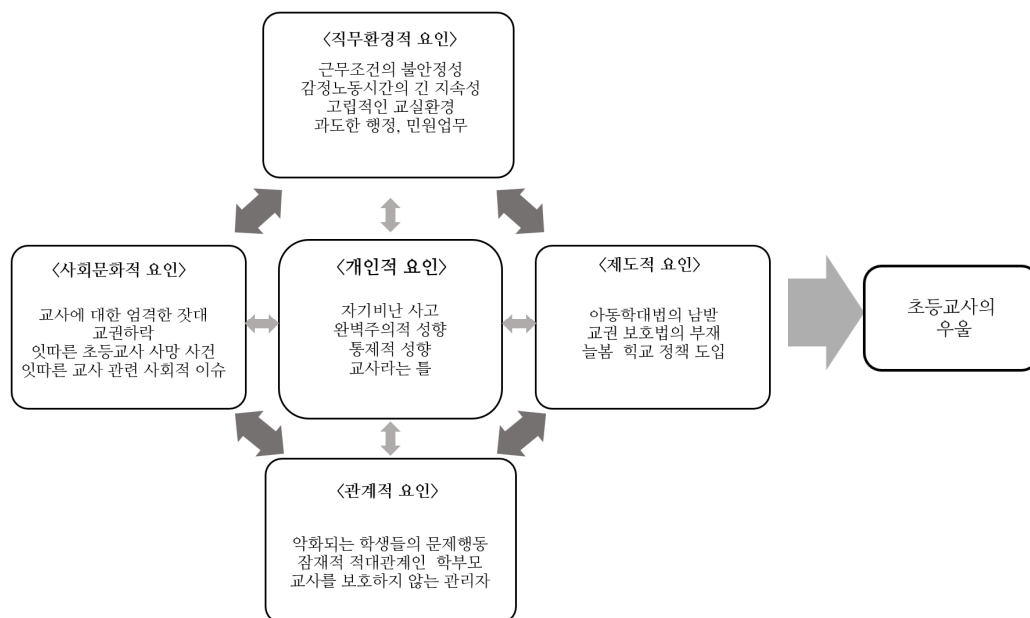 <직무환경적 요인>
근무조건의 불안정성
감정노동시간의 긴 지속성
고립적인 교실환경
과도한 행정, 민원업무
<사회문화적 요인>
교사에 대한 엄격한 잣대
교권하락
잇따른 초등교사 사망 사건
잇따른 교사 관련 사회적 이슈
<개인적 요인>
자기비난 사고
완벽주의적 성향
통제적 성향
교사라는 틀
<제도적 요인>
아동학대법의 남발
교권 보호법의 부재
늘봄 학교 정책 도입
초등교사의
우울
<관계적 요인>
악화되는 학생들의 문제행동
잠재적 적대관계인 학부모
교사를 보호하지 않는 관리자